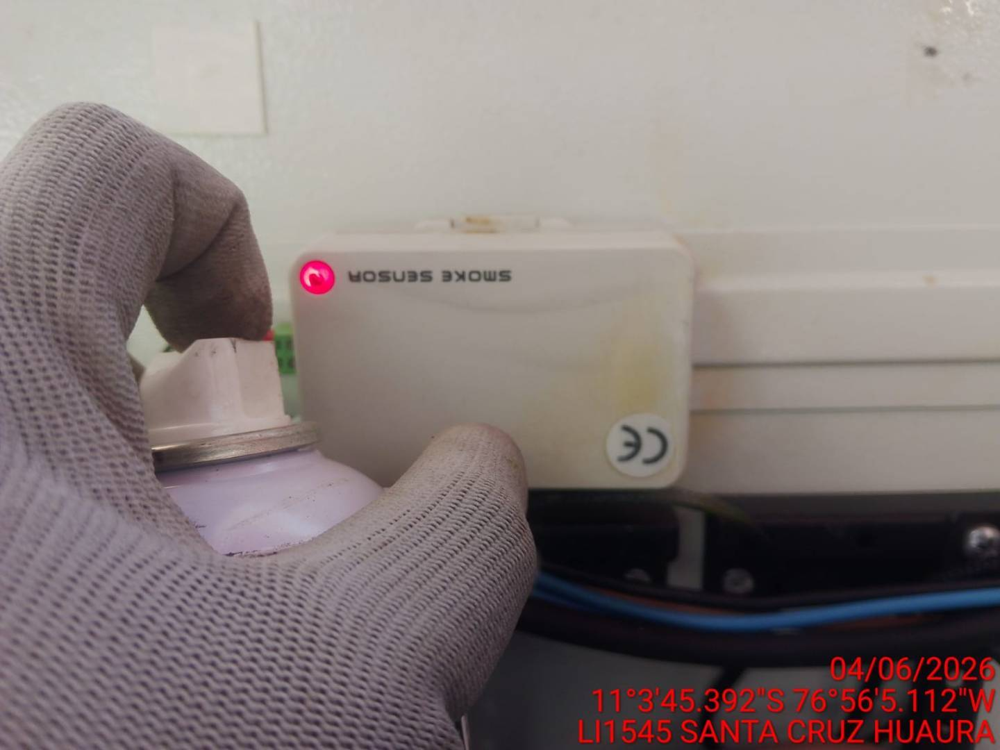 SMOKE SENSOR
CE
04/06/2026
11°3'45.392"S 76°56'5.112"W
LI1545 SANTA CRUZ HUAURA